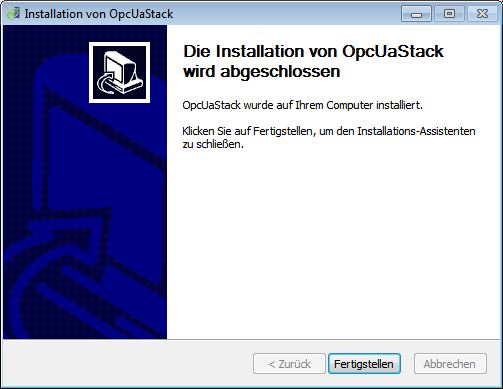 Installation von OpcUaStack
Die Installation von OpcUaStack
wird abgeschlossen
OpcUaStack wurde auf Ihrem Computer installiert.
Klicken Sie auf Fertigstellen, um den Installations-Assistenten
zu schließen.
< Zurück Fertigstellen Abbrechen